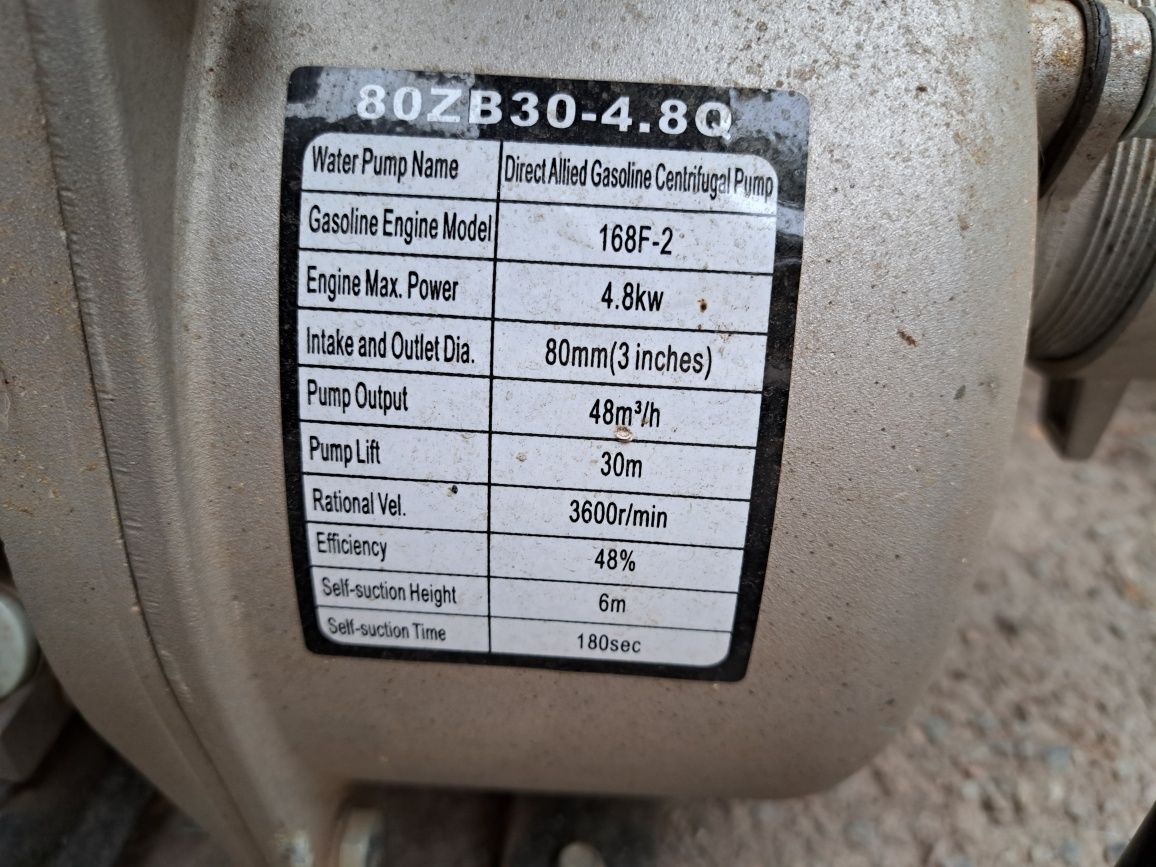 80ZB30-4.8Q
Water Pump Name Direct Allied Gasoline Centrifugal Pump
Gasoline Engine Model 168F-2
Engine Max. Power 4.8kw
Intake and Outlet Dia. 80mm(3 inches)
Pump Output 48m³/h
Pump Lift 30m
Rational Vel. 3600r/min
Efficiency 48%
Self-suction Height 6m
Self-suction Time 180sec